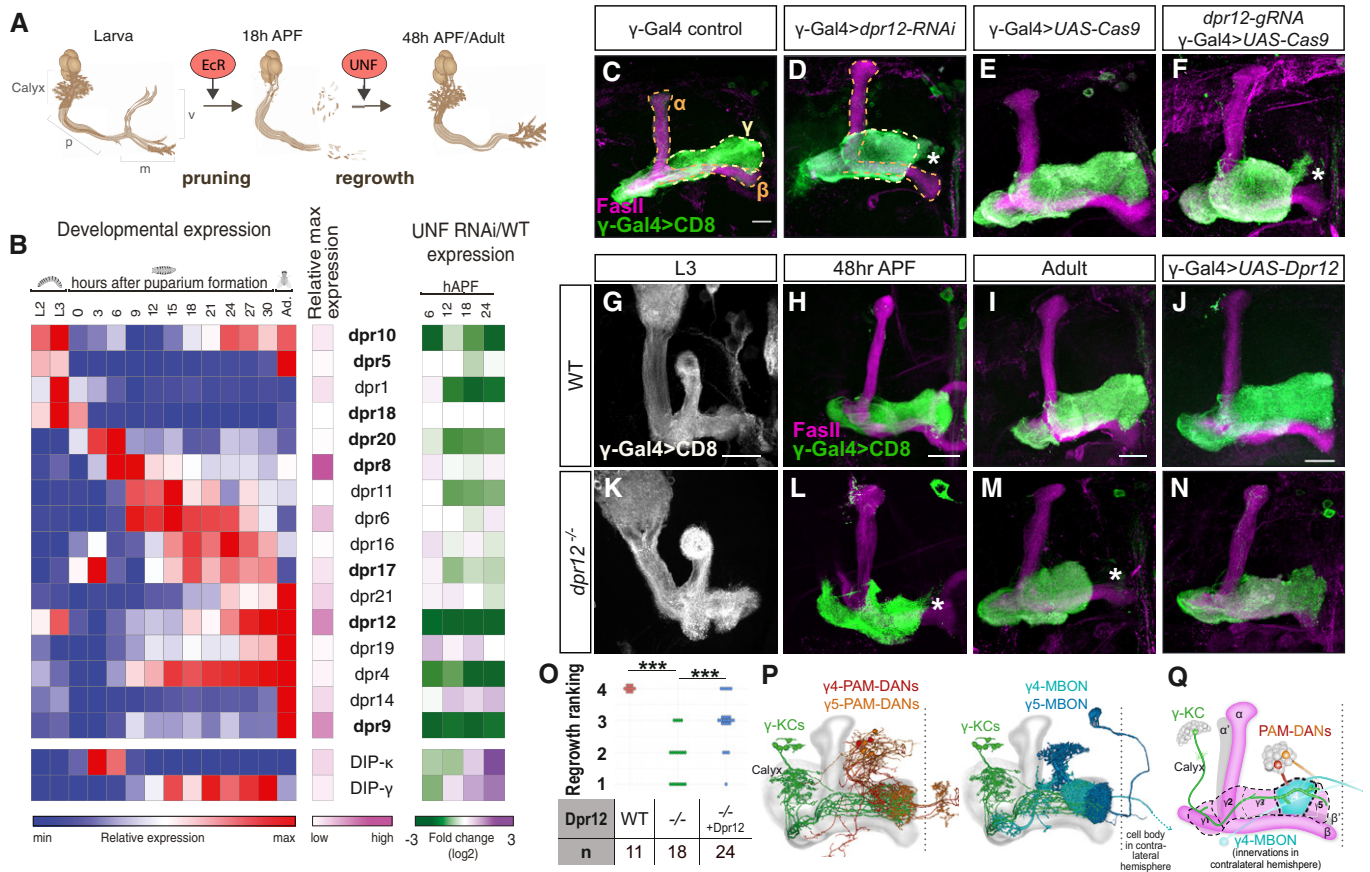 A
Larva
18h APF
48h APF/Adult
EcR
UNF
Calyx
p
m
v
pruning
regrowth
B
Developmental expression
hours after puparium formation
L2 L3 0 3 6 9 12 15 18 21 24 27 30 Ad.
Relative max
expression
UNF RNAi/WT
expression
hAPF
6 12 18 24
dpr10
dpr5
dpr1
dpr18
dpr20
dpr8
dpr11
dpr6
dpr16
dpr17
dpr21
dpr12
dpr19
dpr4
dpr14
dpr9
DIP-κ
DIP-γ
min Relative expression max
low high
-3 Fold change 3
(log2)
γ-Gal4 control
γ-Gal4>dpr12-RNAi
γ-Gal4>UAS-Cas9
dpr12-gRNA
γ-Gal4>UAS-Cas9
C
α
γ
β
FasII
γ-Gal4>CD8
D
*
E
F
*
L3
48hr APF
Adult
γ-Gal4>UAS-Dpr12
WT
G
γ-Gal4>CD8
H
FasII
γ-Gal4>CD8
I
J
dpr12-/-
K
L
*
M
*
N
O
*** ***
Regrowth ranking
4
3
2
1
Dpr12 WT -/- -/-
+Dpr12
n 11 18 24
P
γ4-PAM-DANs
γ5-PAM-DANs
γ-KCs
Calyx
γ4-MBON
γ5-MBON
γ-KCs
Calyx
cell body
in contra-
lateral
hemisphere
Q
γ-KC
α
α'
PAM-DANs
Calyx
γ1
γ2
γ3
5
β'
β
γ4-MBON
(innervations in
contralateral hemishpere)